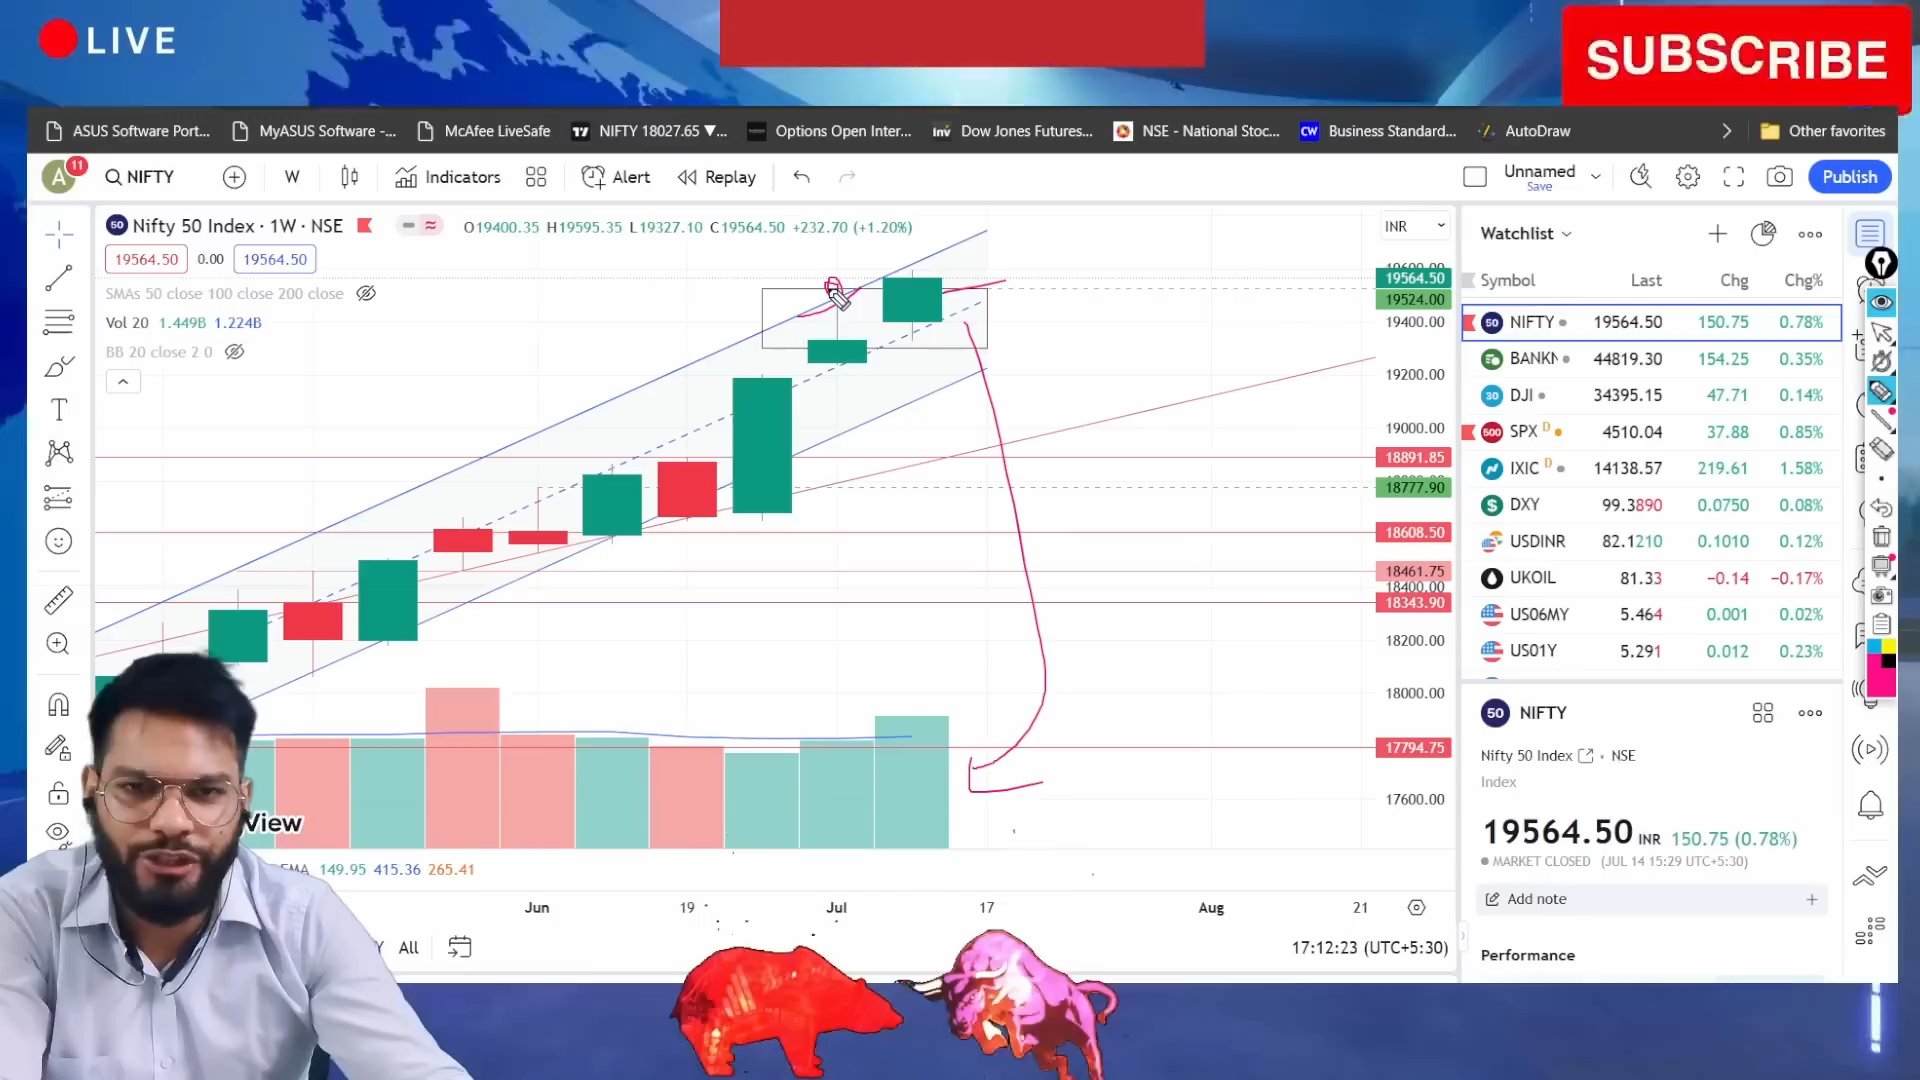 LIVE
SUBSCRIBE
ASUS Software Port... MyASUS Software -... McAfee LiveSafe NIFTY 18027.65 ▼... Options Open Inter... Dow Jones Futures... NSE - National Stoc... Business Standard... AutoDraw Other favorites
A 11 NIFTY W Indicators Alert Replay Unnamed Save Publish
50 Nifty 50 Index · 1W · NSE O19400.35 H19595.35 L19327.10 C19564.50 +232.70 (+1.20%) INR
19564.50 0.00 19564.50
SMAs 50 close 100 close 200 close
Vol 20 1.449B 1.224B
BB 20 close 2 0
19600.00
19564.50
19524.00
19400.00
19200.00
19000.00
18891.85
18777.90
18608.50
18461.75
18400.00
18343.90
18200.00
18000.00
17794.75
17600.00
View
EMA 149.95 415.36 265.41
Jun 19 Jul 17 Aug 21
Y All 17:12:23 (UTC+5:30)
Watchlist
Symbol Last Chg Chg%
50 NIFTY 19564.50 150.75 0.78%
BANKN 44819.30 154.25 0.35%
30 DJI 34395.15 47.71 0.14%
500 SPX D 4510.04 37.88 0.85%
IXIC D 14138.57 219.61 1.58%
$ DXY 99.3890 0.0750 0.08%
USDINR 82.1210 0.1010 0.12%
UKOIL 81.33 −0.14 −0.17%
US06MY 5.464 0.001 0.02%
US01Y 5.291 0.012 0.23%
50 NIFTY
Nifty 50 Index · NSE
Index
19564.50 INR 150.75 (0.78%)
MARKET CLOSED (JUL 14 15:29 UTC+5:30)
Add note
Performance